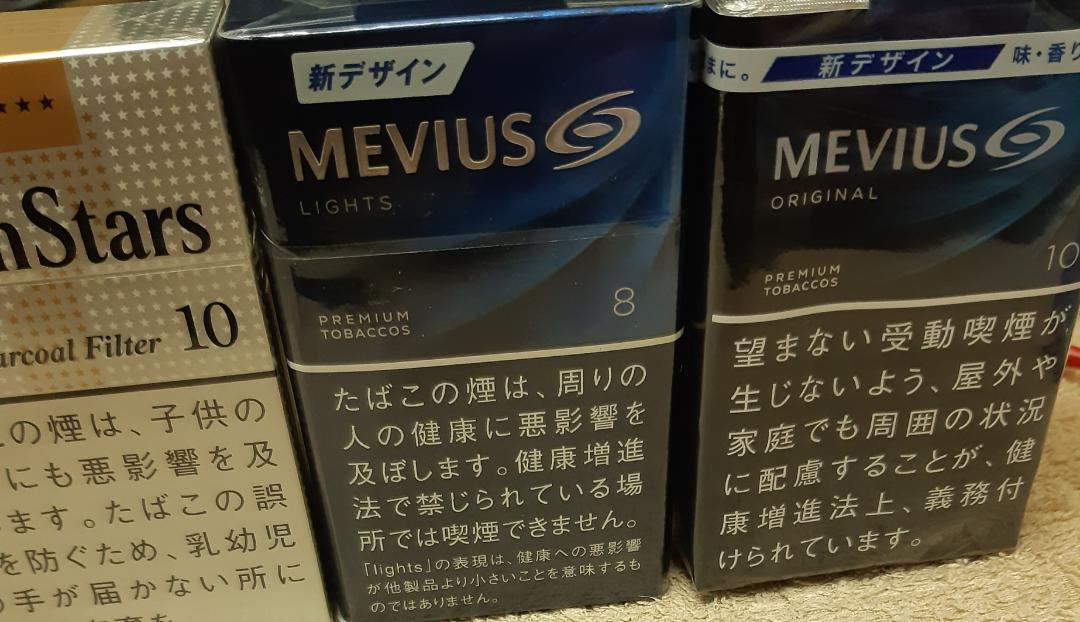 Stars
Filter 10
の煙は、子供の
にも悪影響を及
ます。たばこの誤
を防ぐため、乳幼児
手が届かない所に
新デザイン
MEVIUS
LIGHTS
PREMIUM
TOBACCOS
8
たばこの煙は、周りの
人の健康に悪影響を
及ぼします。健康増進
法で禁じられている場
所では喫煙できません。
「lights」の表現は、健康への悪影響
が他製品より小さいことを意味するも
のではありません。
まに。 新デザイン 味・香り
MEVIUS
ORIGINAL
10
PREMIUM
TOBACCOS
望まない受動喫煙が
生じないよう、屋外や
家庭でも周囲の状況
に配慮することが、健
康増進法上、義務付
けられています。